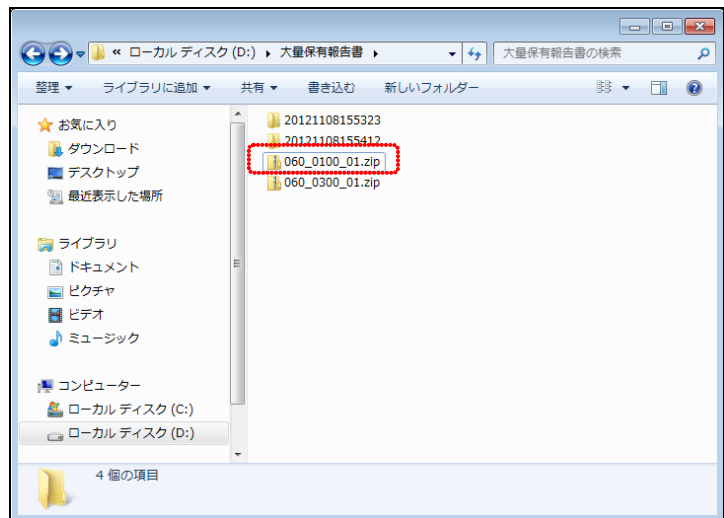 « ローカル ディスク (D:) ▸ 大量保有報告書 ▸
大量保有報告書の検索
整理 ▼ ライブラリに追加 ▼ 共有 ▼ 書き込む 新しいフォルダー
お気に入り
ダウンロード
デスクトップ
最近表示した場所
ライブラリ
ドキュメント
ピクチャ
ビデオ
ミュージック
コンピューター
ローカル ディスク (C:)
ローカル ディスク (D:)
20121108155323
20121108155412
060_0100_01.zip
060_0300_01.zip
4 個の項目